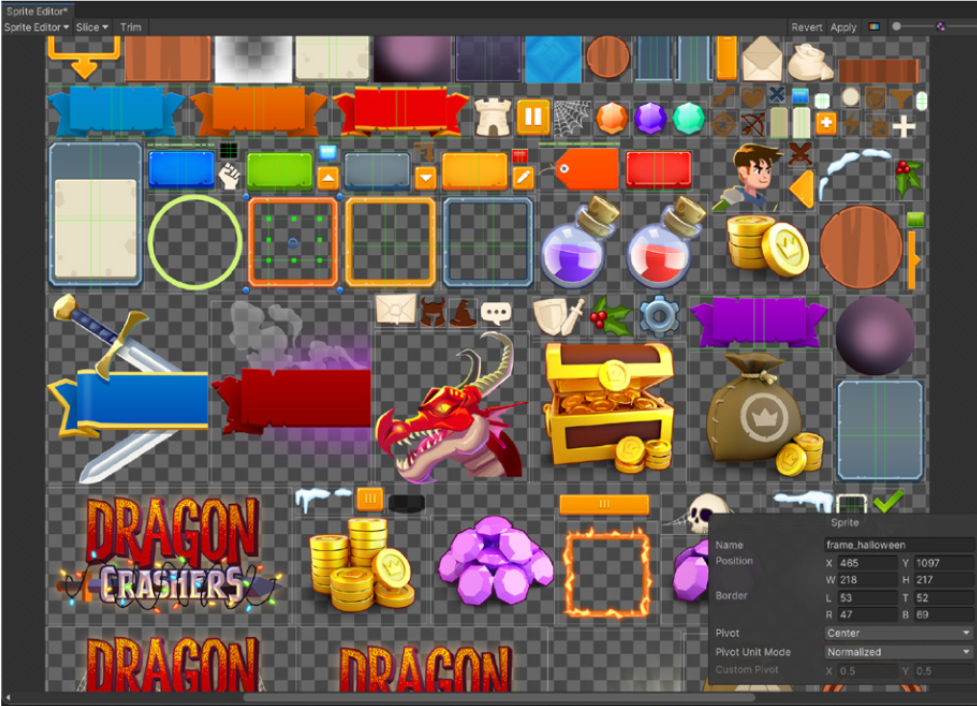 Sprite Editor*
Sprite Editor Slice Trim Revert Apply
DRAGON
CRASHERS
DRAGON
DRAGON
Sprite
Name frame_halloween
Position X 465 Y 1097
W 218 H 217
Border L 53 T 52
R 47 B 69
Pivot Center
Pivot Unit Mode Normalized
Custom Pivot X 0.5 Y 0.5